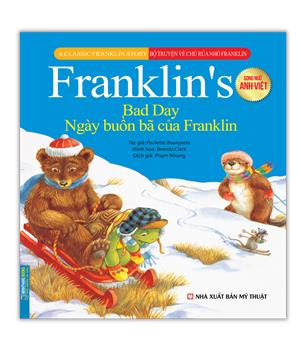 A CLASSIC FRANKLIN STORY BỘ TRUYỆN VỀ CHÚ RÙA NHỎ FRANKLIN
Franklin's
SONG NGỮ
ANH-VIỆT
Bad Day
Ngày buồn bã của Franklin
Tác giả: Paulette Bourgeois
Minh họa: Brenda Clark
Dịch giả: Phạm Nhung
NHÀ XUẤT BẢN MỸ THUẬT